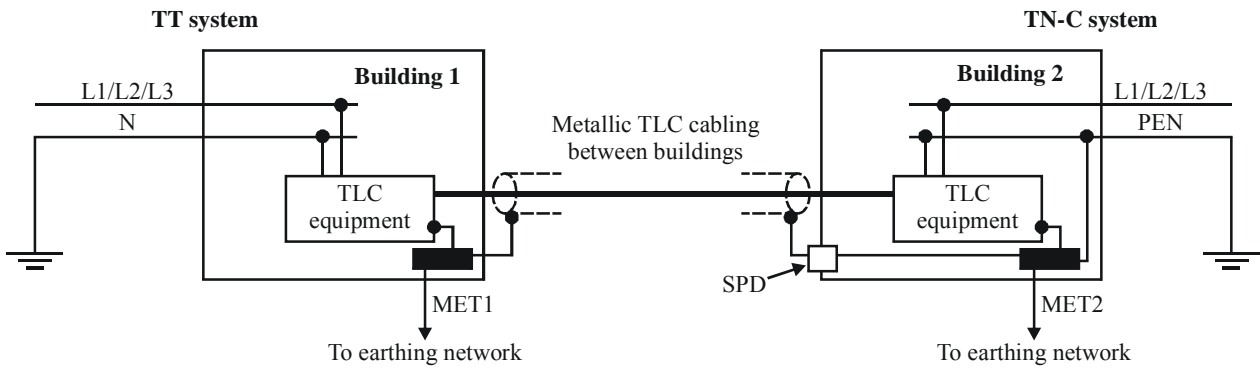 TT system
TN-C system
Building 1
Building 2
L1/L2/L3
L1/L2/L3
N
PEN
Metallic TLC cabling
between buildings
TLC
equipment
TLC
equipment
SPD
MET1
MET2
To earthing network
To earthing network